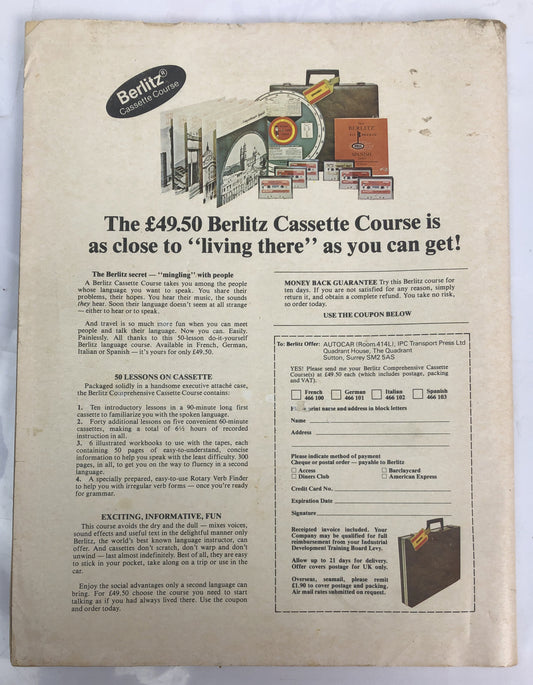 Berlitz®
Cassette Course
BERLITZ
SPANISH
The £49.50 Berlitz Cassette Course is
as close to “living there” as you can get!
The Berlitz secret — “mingling” with people
A Berlitz Cassette Course takes you among the people
whose language you want to speak. You share their
problems, their hopes. You hear their music, the sounds
they hear. Soon their language doesn't seem at all strange
— either to hear or to speak.
And travel is so much more fun when you can meet
people and talk their language. Now you can. Easily.
Painlessly. All thanks to this 50-lesson do-it-yourself
Berlitz language course. Available in French, German,
Italian or Spanish — it's yours for only £49.50.
50 LESSONS ON CASSETTE
Packaged solidly in a handsome executive attaché case,
the Berlitz Comprehensive Cassette Course contains:
1. Ten introductory lessons in a 90-minute long first
cassette to familiarize you with the spoken language.
2. Forty additional lessons on five convenient 60-minute
cassettes, making a total of 6½ hours of recorded
instruction in all.
3. 6 illustrated workbooks to use with the tapes, each
containing 50 pages of easy-to-understand, concise
information to help you speak with the least difficulty. 300
pages, in all, to get you on the way to fluency in a second
language.
4. A specially prepared, easy-to-use Rotary Verb Finder
to help you with irregular verb forms — once you're ready
for grammar.
EXCITING, INFORMATIVE, FUN
This course avoids the dry and the dull — mixes voices,
sound effects and useful text in the delightful manner only
Berlitz, the world's best known language instructor, can
offer. And cassettes don't scratch, don't warp and don't
unwind — last almost indefinitely. Best of all, they are easy
to stick in your pocket, take along on a trip or use in the
car.
Enjoy the social advantages only a second language can
bring. For £49.50 choose the course you need to start
talking as if you had always lived there. Use the coupon
and order today.
MONEY BACK GUARANTEE Try this Berlitz course for
ten days. If you are not satisfied for any reason, simply
return it, and obtain a complete refund. You take no risk,
so order today.
USE THE COUPON BELOW
To: Berlitz Offer: AUTOCAR (Room.414L), IPC Transport Press Ltd
Quadrant House, The Quadrant
Sutton, Surrey SM2 5AS
YES! Please send me your Berlitz Comprehensive Cassette
Course(s) at £49.50 each (which includes postage, packing
and VAT).
French German Italian Spanish
466 100 466 101 466 102 466 103
print name and address in block letters
Name
Address
Please indicate method of payment
Cheque or postal order — payable to Berlitz
Access Barclaycard
Diners Club American Express
Credit Card No.
Expiration Date
Signature
Receipted invoice included. Your
Company may be qualified for full
reimbursement from your Industrial
Development Training Board Levy.
Allow up to 21 days for delivery.
Offer covers postage for UK only.
Overseas, seamail, please remit
£1.90 to cover postage and packing.
Air mail rates submitted on request.